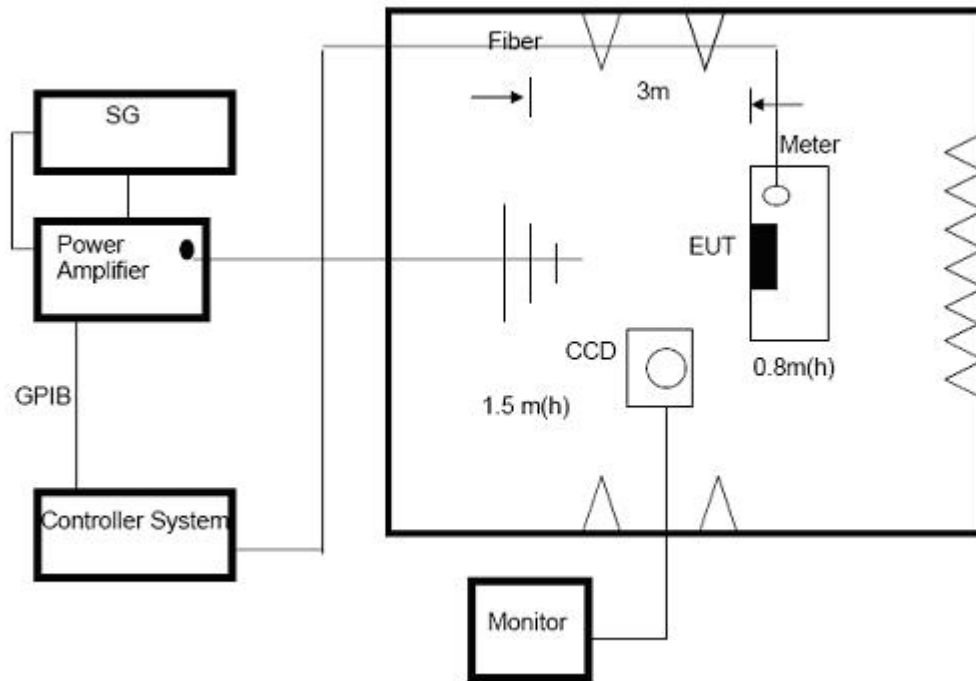 Fiber
SG
3m
Meter
Power
Amplifier
EUT
CCD
0.8m(h)
GPIB
1.5 m(h)
Controller System
Monitor